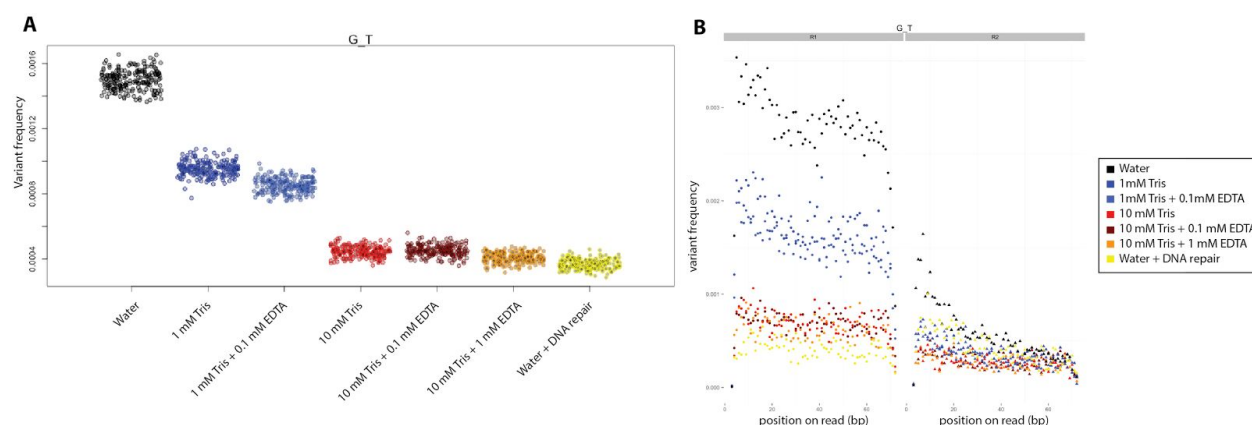 A
G_T
Variant frequency
0.0016
0.0012
0.0008
0.0004
Water
1 mM Tris
1 mM Tris + 0.1 mM EDTA
10 mM Tris
10 mM Tris + 0.1 mM EDTA
10 mM Tris + 1 mM EDTA
Water + DNA repair
B
G_T
R1
R2
variant frequency
0.003
0.002
0.001
0.000
0
20
40
60
0
20
40
60
position on read (bp)
position on read (bp)
Water
1mM Tris
1mM Tris + 0.1mM EDTA
10 mM Tris
10 mM Tris + 0.1 mM EDTA
10 mM Tris + 1 mM EDTA
Water + DNA repair